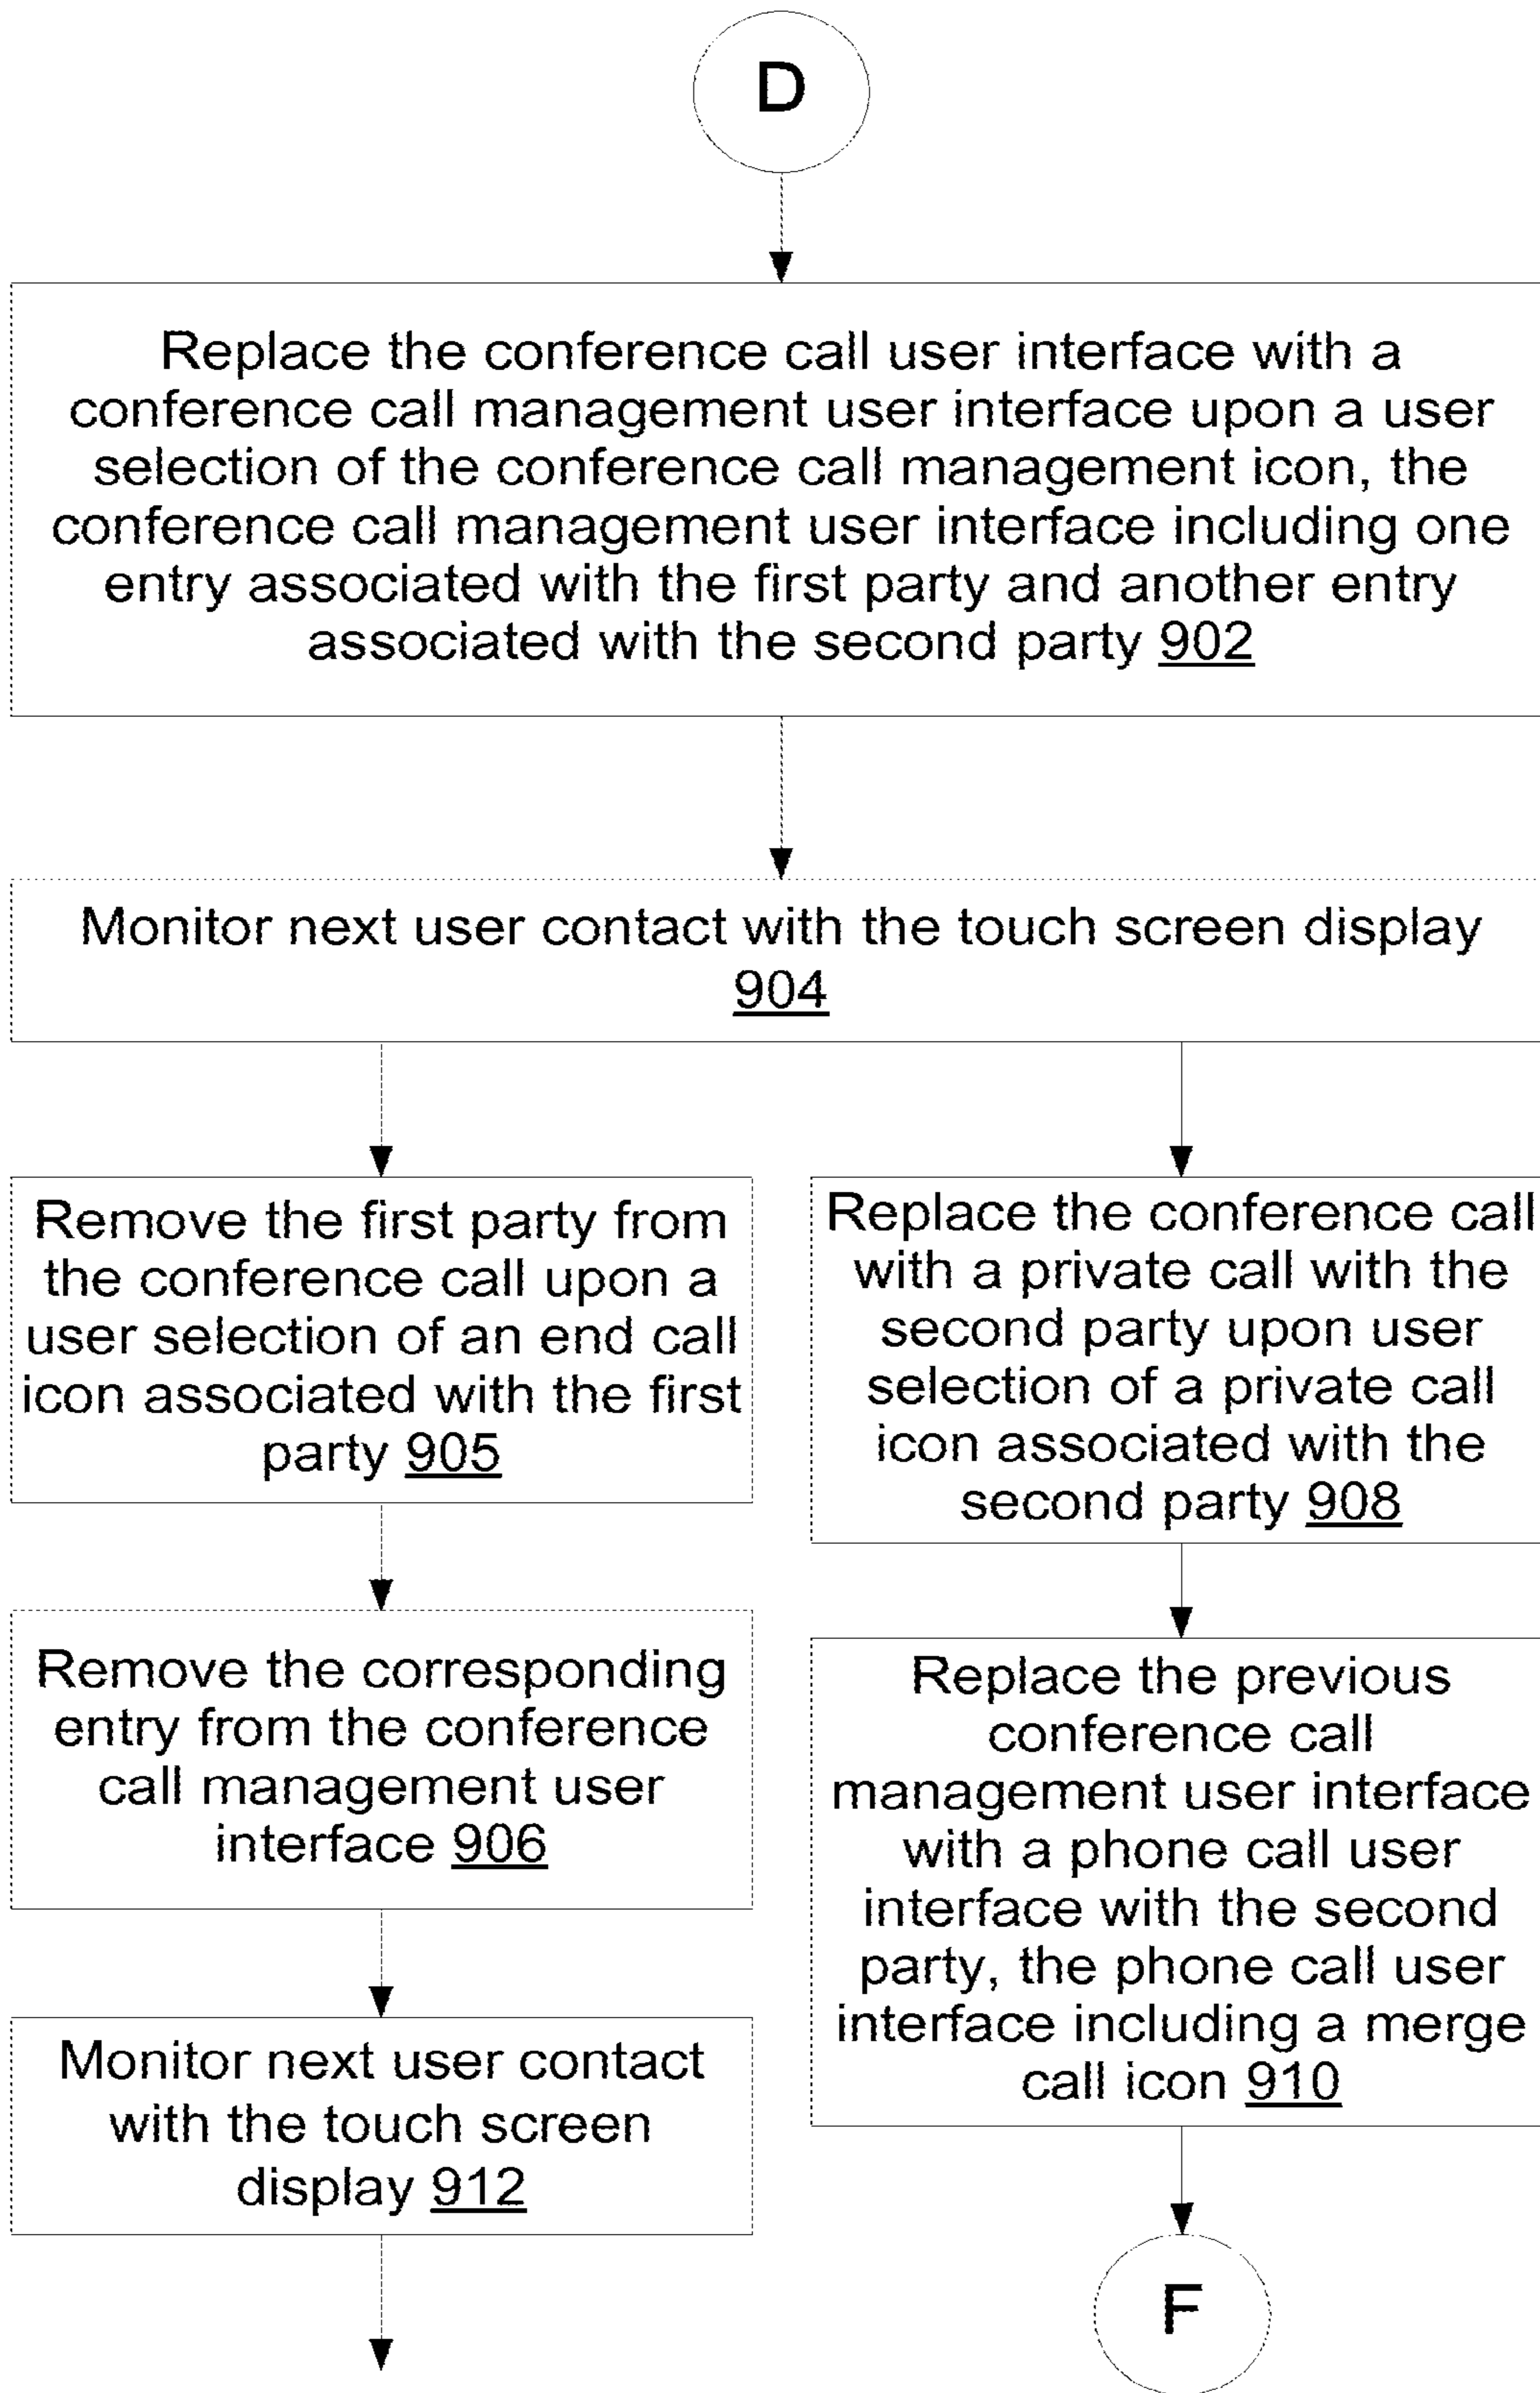 D
Replace the conference call user interface with a
conference call management user interface upon a user
selection of the conference call management icon, the
conference call management user interface including one
entry associated with the first party and another entry
associated with the second party 902
Monitor next user contact with the touch screen display
904
Remove the first party from
the conference call upon a
user selection of an end call
icon associated with the first
party 905
Remove the corresponding
entry from the conference
call management user
interface 906
Monitor next user contact
with the touch screen
display 912
Replace the conference call
with a private call with the
second party upon user
selection of a private call
icon associated with the
second party 908
Replace the previous
conference call
management user interface
with a phone call user
interface with the second
party, the phone call user
interface including a merge
call icon 910
F